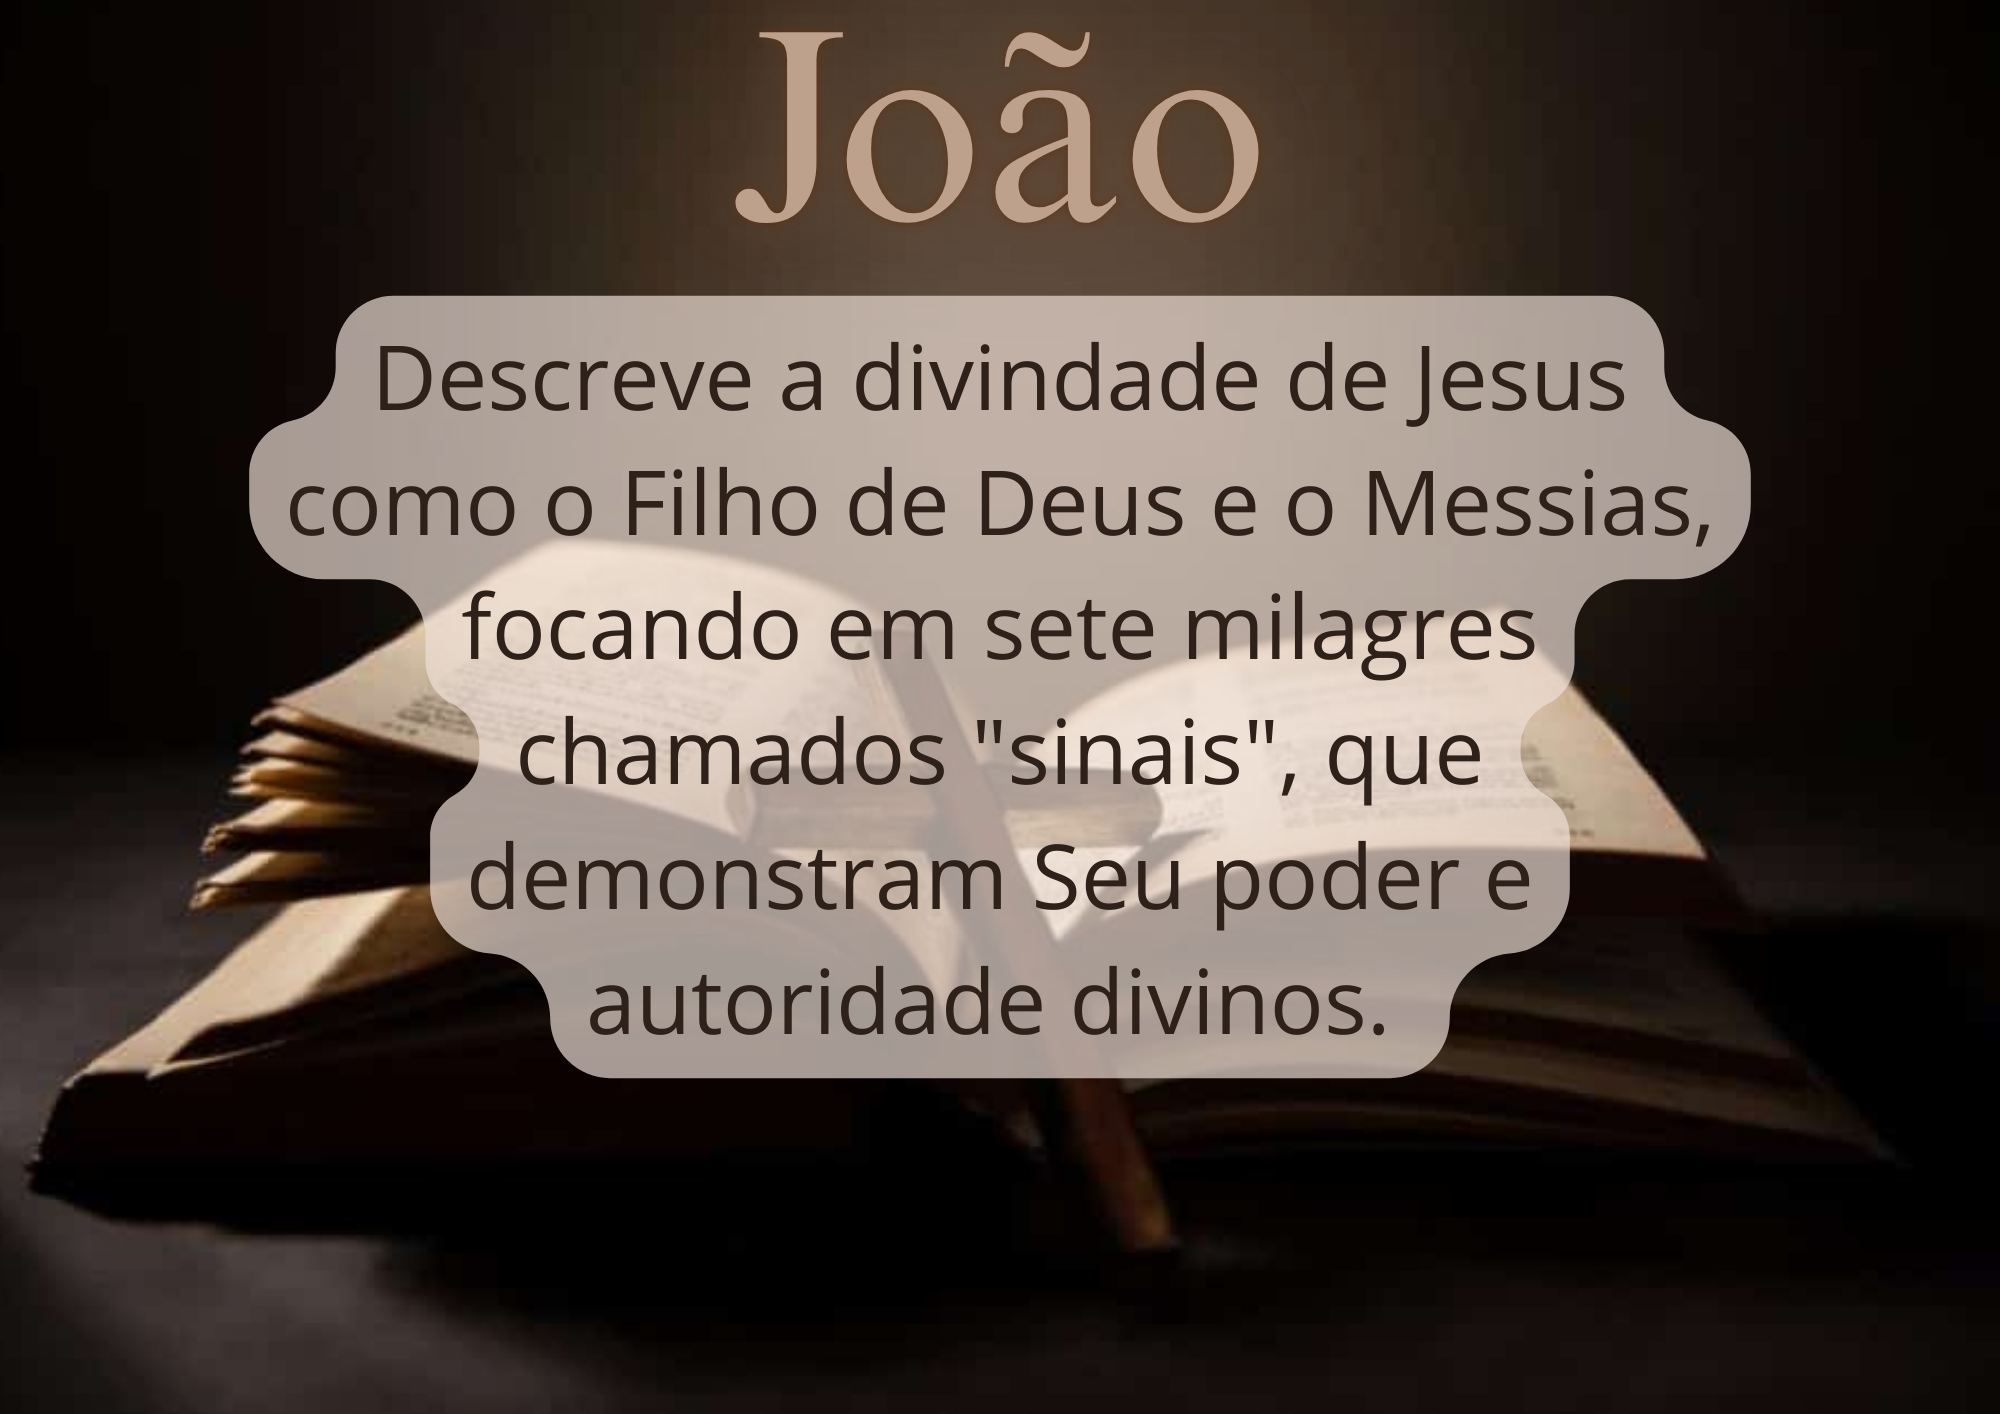 João
Descreve a divindade de Jesus
como o Filho de Deus e o Messias,
focando em sete milagres
chamados "sinais", que
demonstram Seu poder e
autoridade divinos.